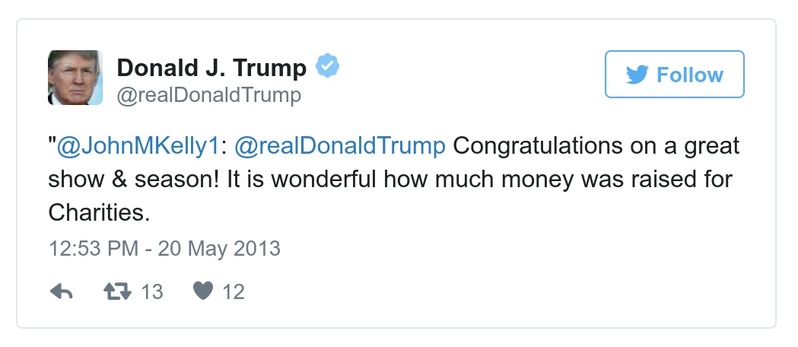 Donald J. Trump
@realDonaldTrump
Follow
"@JohnMKelly1: @realDonaldTrump Congratulations on a great
show & season! It is wonderful how much money was raised for
Charities.
12:53 PM - 20 May 2013
13 12